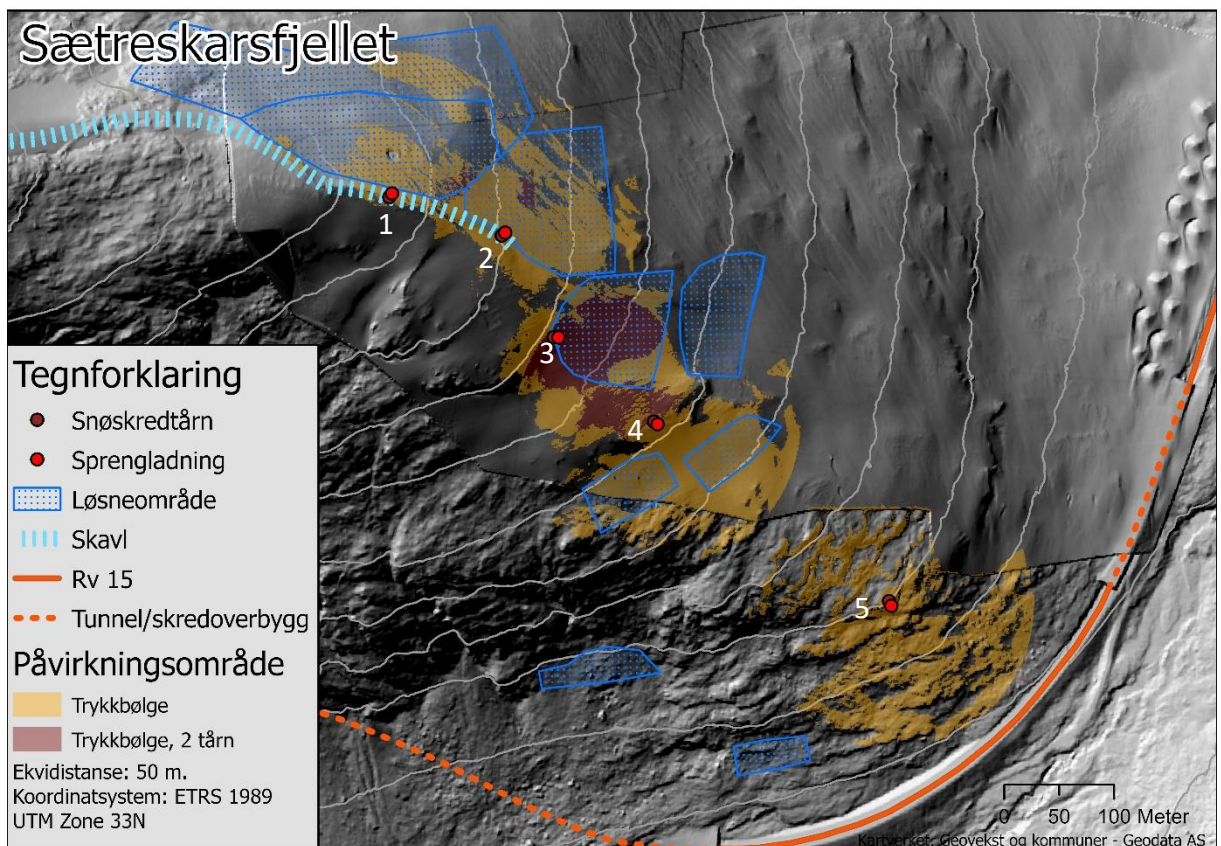 Sætreskarsfjellet
1
2
3
4
5
Tegnforklaring
Snøskredtårn
Sprengladning
Løsneområde
Skavl
Rv 15
Tunnel/skredoverbygg
Påvirkningsområde
Trykkbølge
Trykkbølge, 2 tårn
Ekvidistanse: 50 m.
Koordinatsystem: ETRS 1989
UTM Zone 33N
0 50 100 Meter
Kartverket, Geovekst og kommuner - Geodata AS